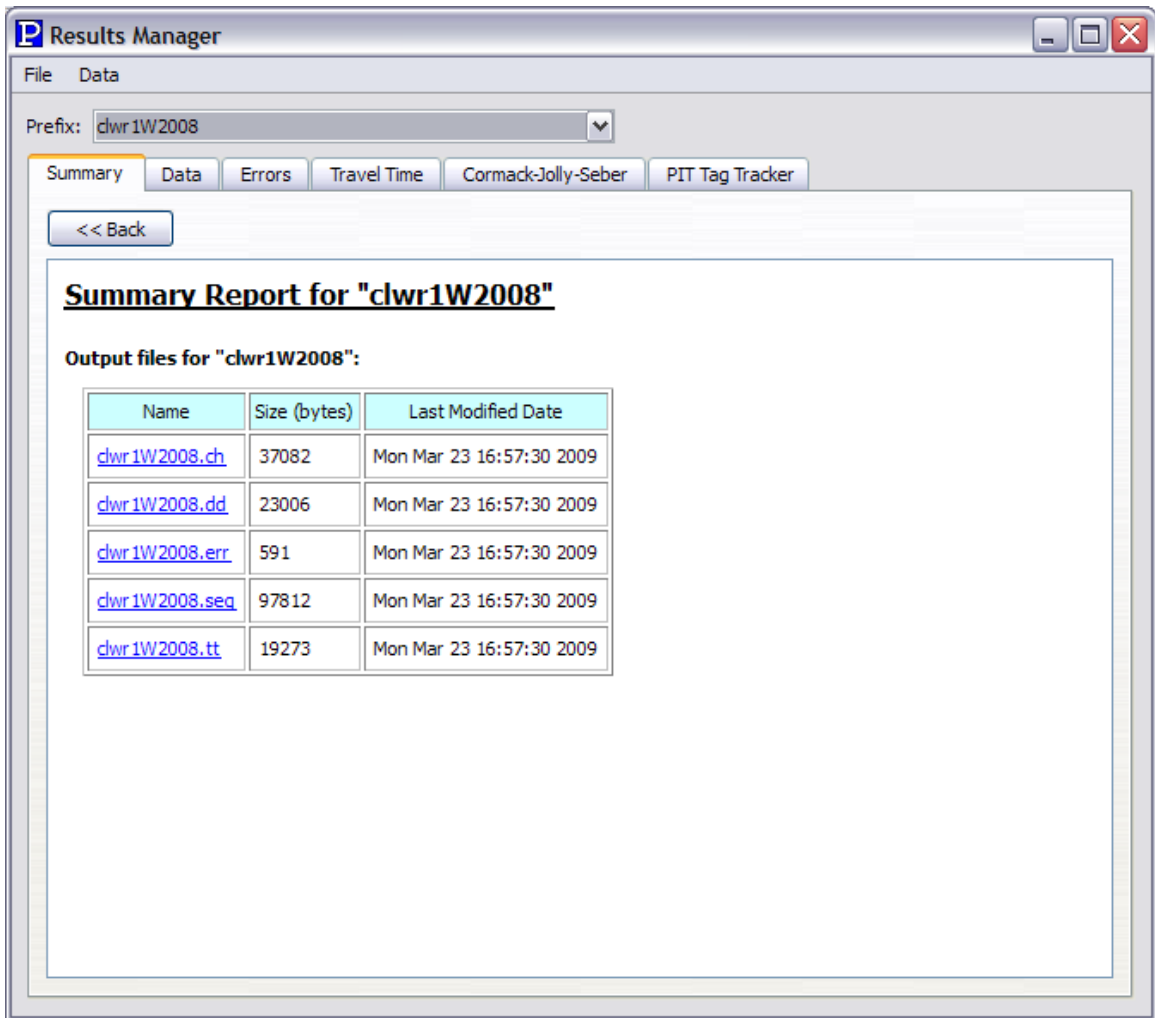 P Results Manager
File Data
Prefix: clwr1W2008
Summary Data Errors Travel Time Cormack-Jolly-Seber PIT Tag Tracker
<< Back
Summary Report for "clwr1W2008"
Output files for "clwr1W2008":
Name Size (bytes) Last Modified Date
clwr1W2008.ch 37082 Mon Mar 23 16:57:30 2009
clwr1W2008.dd 23006 Mon Mar 23 16:57:30 2009
clwr1W2008.err 591 Mon Mar 23 16:57:30 2009
clwr1W2008.seq 97812 Mon Mar 23 16:57:30 2009
clwr1W2008.tt 19273 Mon Mar 23 16:57:30 2009